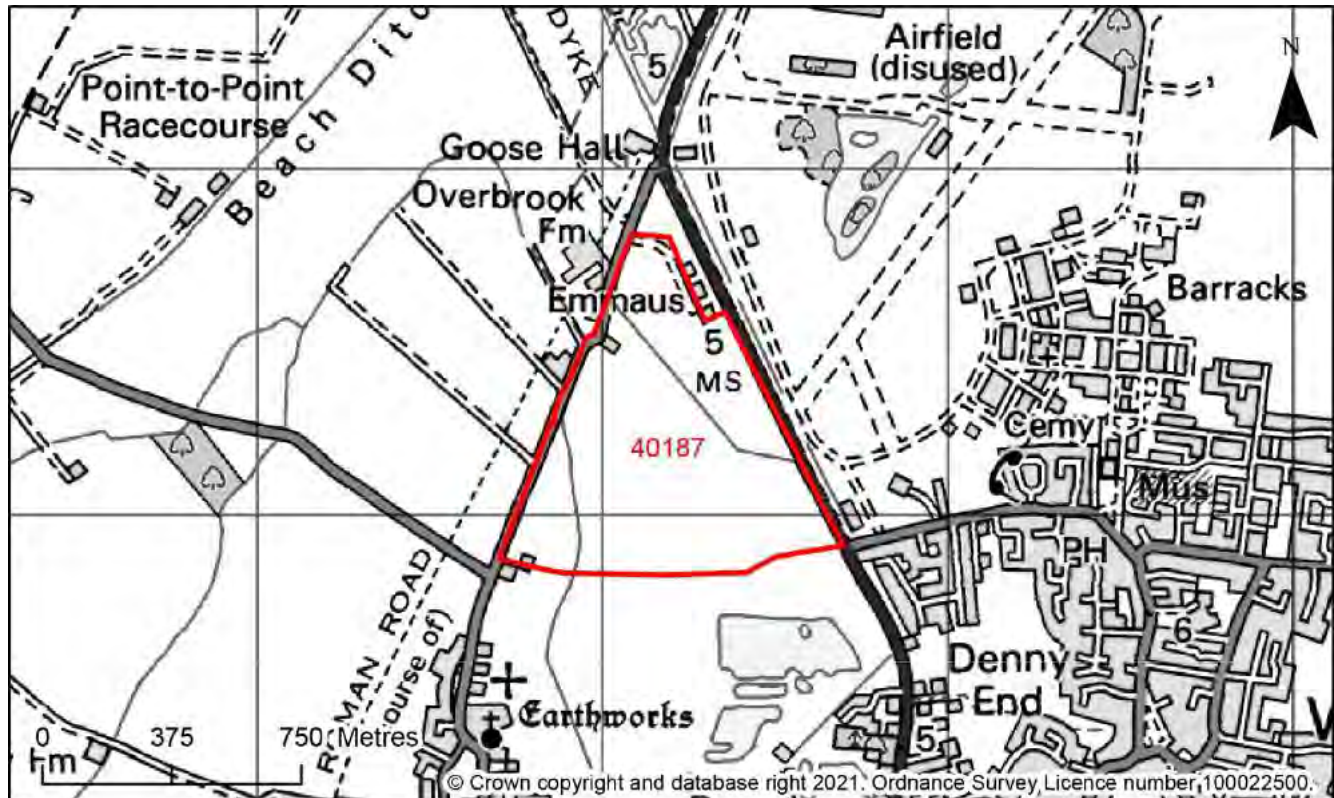 DYKE
5
Airfield
(disused)
N
Point-to-Point
Racecourse
Beach Ditc
Goose Hall
Overbrook
Fm
Emmaus
Barracks
5
MS
Cemy
40187
Mus
PH
ROMAN ROAD
(course of)
6
Denny
End
Earthworks
5
W
0 375 750 Metres
Fm
© Crown copyright and database right 2021. Ordnance Survey Licence number 100022500.